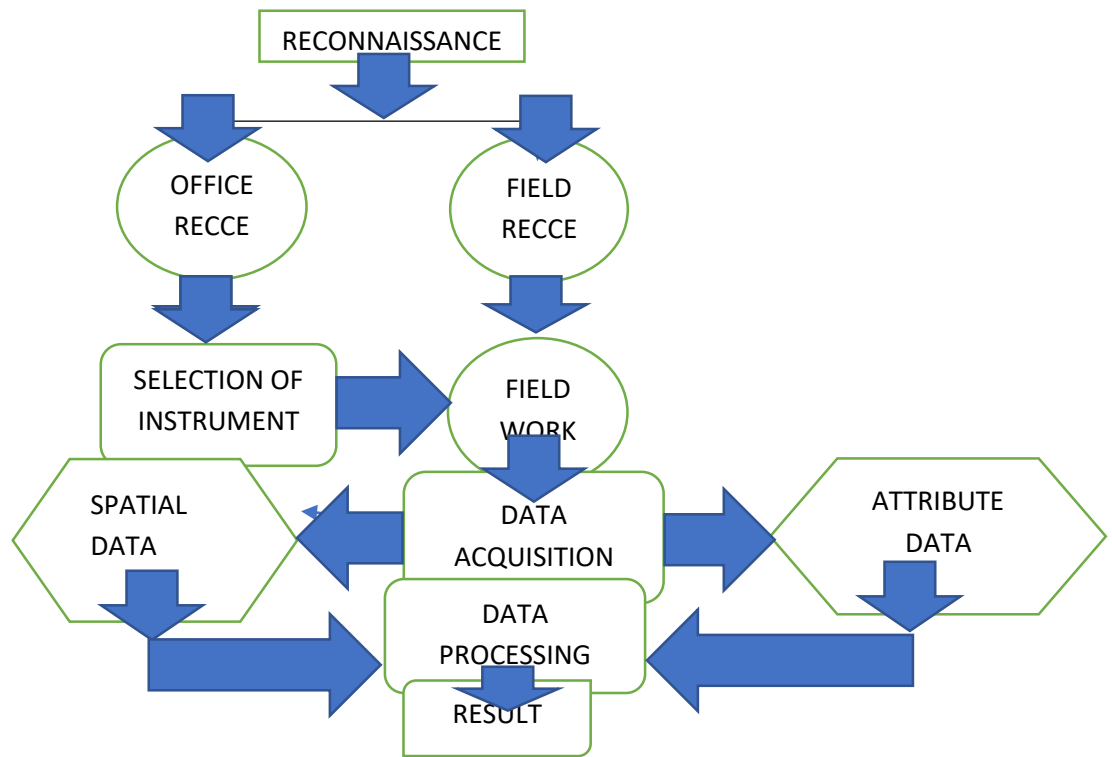 RECONNAISSANCE
OFFICE
RECCE
FIELD
RECCE
SELECTION OF
INSTRUMENT
FIELD
WORK
SPATIAL
DATA
DATA
ACQUISITION
ATTRIBUTE
DATA
DATA
PROCESSING
RESULT